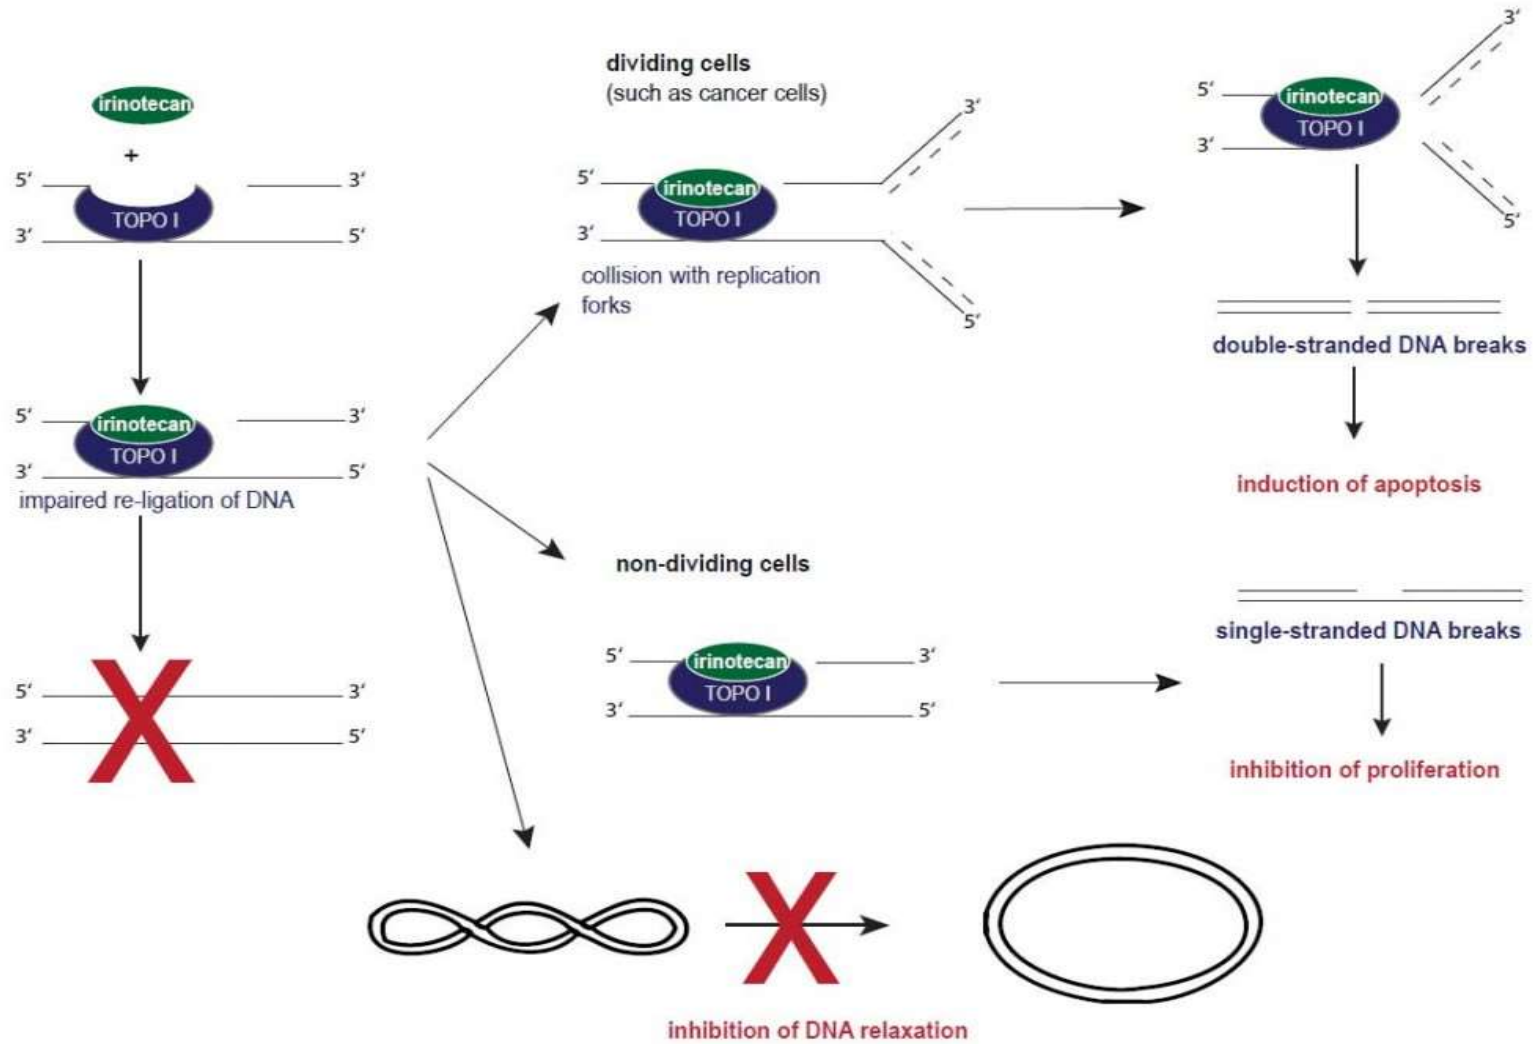 irinotecan
+
5‘ 3‘
TOPO I
3‘ 5‘
5‘ irinotecan 3‘
TOPO I
3‘ 5‘
impaired re-ligation of DNA
5‘ X 3‘
3‘ 5‘
dividing cells
(such as cancer cells)
3‘
5‘ irinotecan
TOPO I
3‘
collision with replication
forks
5‘
3‘
5‘ irinotecan
TOPO I
3‘
5‘
double-stranded DNA breaks
induction of apoptosis
non-dividing cells
5‘ irinotecan 3‘
TOPO I
3‘ 5‘
single-stranded DNA breaks
inhibition of proliferation
X
inhibition of DNA relaxation